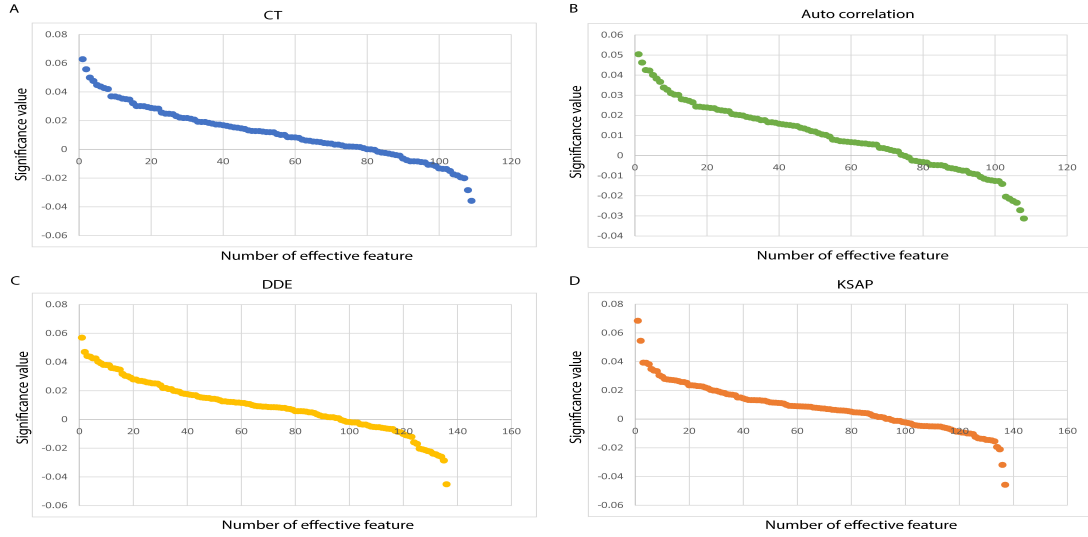 A
CT
0.08
0.06
0.04
0.02
0
-0.02
-0.04
-0.06
0 20 40 60 80 100 120
Significance value
Number of effective feature
B
Auto correlation
0.06
0.05
0.04
0.03
0.02
0.01
0
-0.01
-0.02
-0.03
-0.04
0 20 40 60 80 100 120
Significance value
Number of effective feature
C
DDE
0.08
0.06
0.04
0.02
0
-0.02
-0.04
-0.06
0 20 40 60 80 100 120 140 160
Significance value
Number of effective feature
D
KSAP
0.08
0.06
0.04
0.02
0
-0.02
-0.04
-0.06
0 20 40 60 80 100 120 140 160
Significance value
Number of effective feature